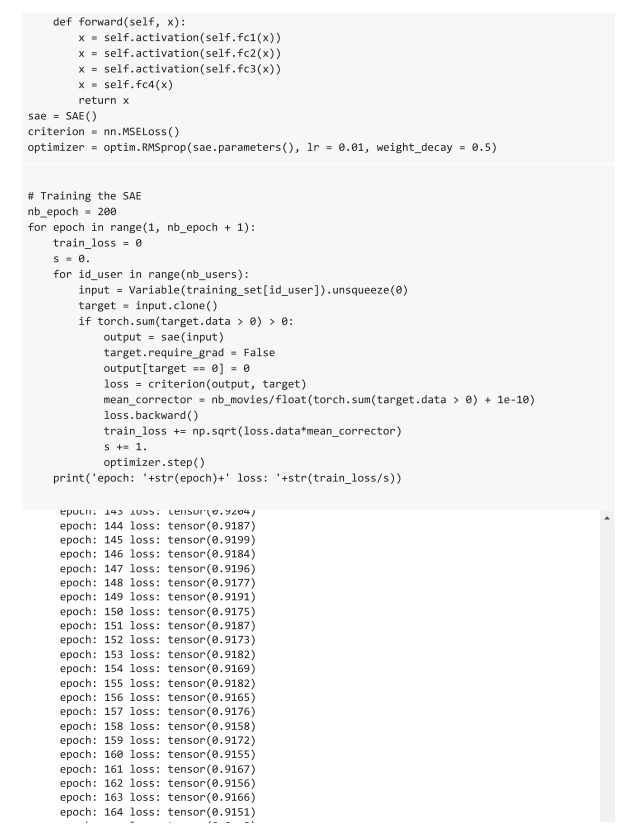 def forward(self, x):
        x = self.activation(self.fc1(x))
        x = self.activation(self.fc2(x))
        x = self.activation(self.fc3(x))
        x = self.fc4(x)
        return x
sae = SAE()
criterion = nn.MSELoss()
optimizer = optim.RMSprop(sae.parameters(), lr = 0.01, weight_decay = 0.5)
# Training the SAE
nb_epoch = 200
for epoch in range(1, nb_epoch + 1):
    train_loss = 0
    s = 0.
    for id_user in range(nb_users):
        input = Variable(training_set[id_user]).unsqueeze(0)
        target = input.clone()
        if torch.sum(target.data > 0) > 0:
            output = sae(input)
            target.require_grad = False
            output[target == 0] = 0
            loss = criterion(output, target)
            mean_corrector = nb_movies/float(torch.sum(target.data > 0) + 1e-10)
            loss.backward()
            train_loss += np.sqrt(loss.data*mean_corrector)
            s += 1.
            optimizer.step()
    print('epoch: '+str(epoch)+' loss: '+str(train_loss/s))
epoch: 143 loss: tensor(0.9204)
epoch: 144 loss: tensor(0.9187)
epoch: 145 loss: tensor(0.9199)
epoch: 146 loss: tensor(0.9184)
epoch: 147 loss: tensor(0.9196)
epoch: 148 loss: tensor(0.9177)
epoch: 149 loss: tensor(0.9191)
epoch: 150 loss: tensor(0.9175)
epoch: 151 loss: tensor(0.9187)
epoch: 152 loss: tensor(0.9173)
epoch: 153 loss: tensor(0.9182)
epoch: 154 loss: tensor(0.9169)
epoch: 155 loss: tensor(0.9182)
epoch: 156 loss: tensor(0.9165)
epoch: 157 loss: tensor(0.9176)
epoch: 158 loss: tensor(0.9158)
epoch: 159 loss: tensor(0.9172)
epoch: 160 loss: tensor(0.9155)
epoch: 161 loss: tensor(0.9167)
epoch: 162 loss: tensor(0.9156)
epoch: 163 loss: tensor(0.9166)
epoch: 164 loss: tensor(0.9151)